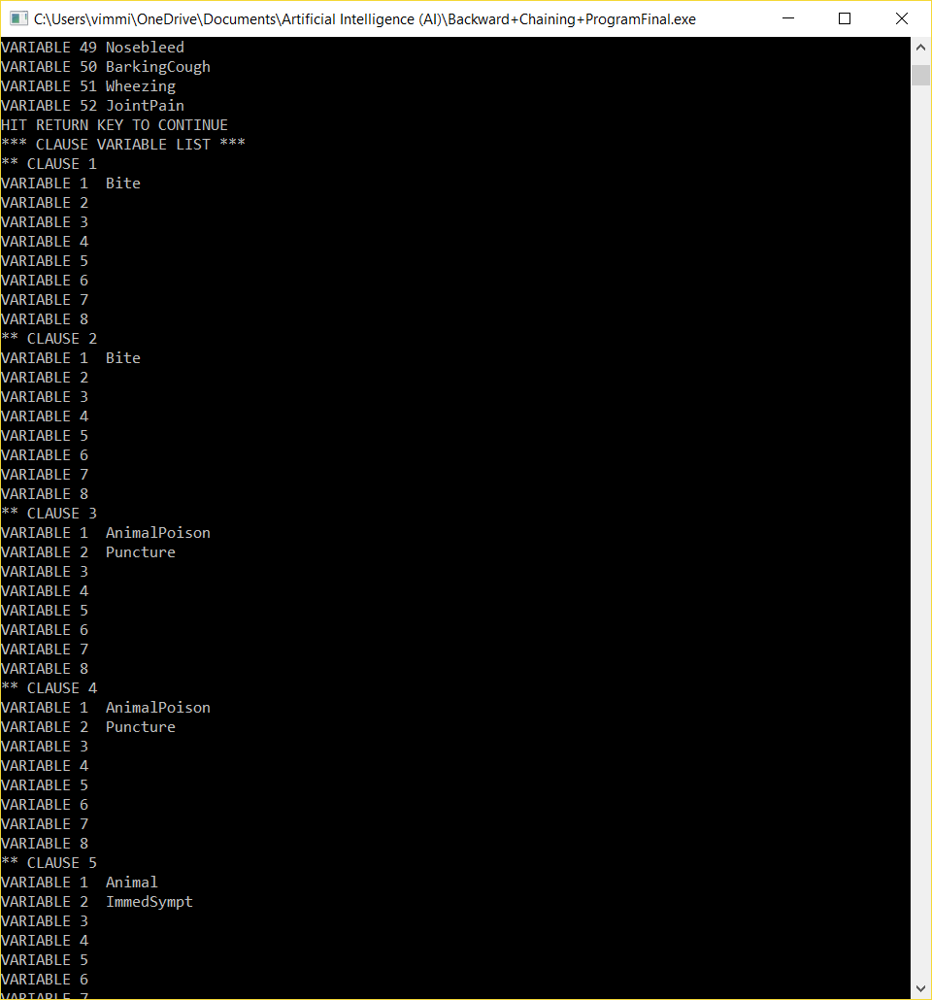 C:\Users\vimmi\OneDrive\Documents\Artificial Intelligence (AI)\Backward+Chaining+ProgramFinal.exe
VARIABLE 49 Nosebleed
VARIABLE 50 BarkingCough
VARIABLE 51 Wheezing
VARIABLE 52 JointPain
HIT RETURN KEY TO CONTINUE
*** CLAUSE VARIABLE LIST ***
** CLAUSE 1
VARIABLE 1  Bite
VARIABLE 2
VARIABLE 3
VARIABLE 4
VARIABLE 5
VARIABLE 6
VARIABLE 7
VARIABLE 8
** CLAUSE 2
VARIABLE 1  Bite
VARIABLE 2
VARIABLE 3
VARIABLE 4
VARIABLE 5
VARIABLE 6
VARIABLE 7
VARIABLE 8
** CLAUSE 3
VARIABLE 1  AnimalPoison
VARIABLE 2  Puncture
VARIABLE 3
VARIABLE 4
VARIABLE 5
VARIABLE 6
VARIABLE 7
VARIABLE 8
** CLAUSE 4
VARIABLE 1  AnimalPoison
VARIABLE 2  Puncture
VARIABLE 3
VARIABLE 4
VARIABLE 5
VARIABLE 6
VARIABLE 7
VARIABLE 8
** CLAUSE 5
VARIABLE 1  Animal
VARIABLE 2  ImmedSympt
VARIABLE 3
VARIABLE 4
VARIABLE 5
VARIABLE 6
VARIABLE 7